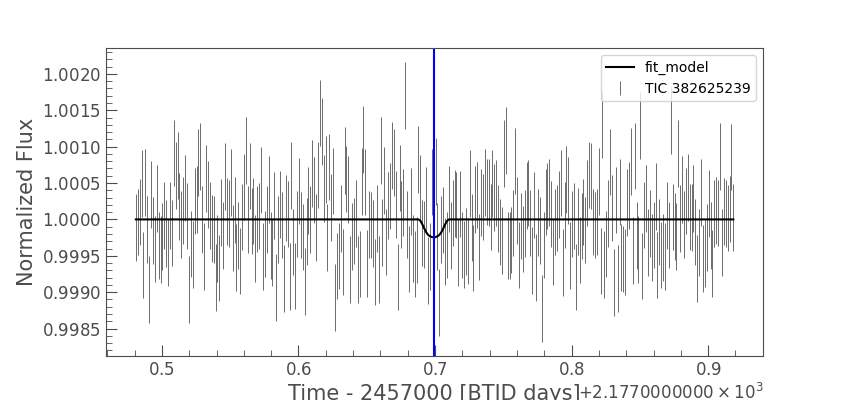 fit_model
TIC 382625239
Normalized Flux
1.0020
1.0015
1.0010
1.0005
1.0000
0.9995
0.9990
0.9985
0.5 0.6 0.7 0.8 0.9
Time - 2457000 [BTJD days]
+2.1770000000 × 10³